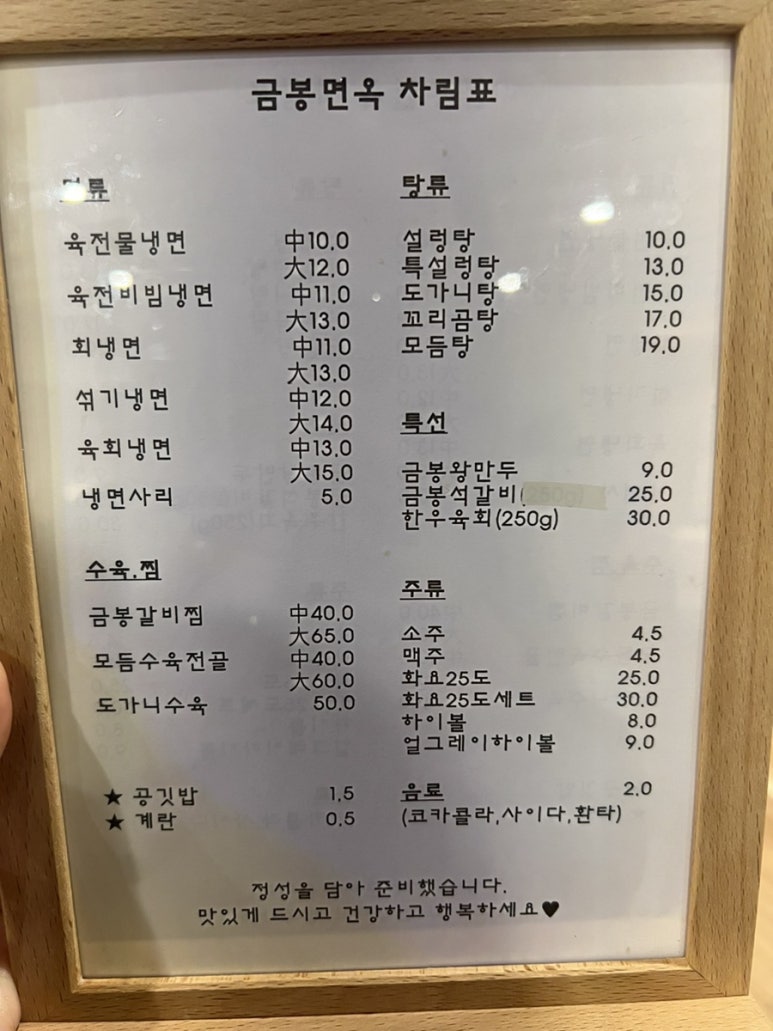 금봉면옥 차림표
면류
육전물냉면 中10.0
大12.0
육전비빔냉면 中11.0
大13.0
회냉면 中11.0
大13.0
섞기냉면 中12.0
大14.0
육회냉면 中13.0
大15.0
냉면사리 5.0
수육.찜
금봉갈비찜 中40.0
大65.0
모듬수육전골 中40.0
大60.0
도가니수육 50.0
★ 공깃밥 1.5
★ 계란 0.5
탕류
설렁탕 10.0
특설렁탕 13.0
도가니탕 15.0
꼬리곰탕 17.0
모듬탕 19.0
특선
금봉왕만두 9.0
금봉석갈비( 25.0
한우육회(250g) 30.0
주류
소주 4.5
맥주 4.5
화요25도 25.0
화요25도세트 30.0
하이볼 8.0
얼그레이하이볼 9.0
음료 2.0
(코카콜라,사이다,환타)
정성을 담아 준비했습니다.
맛있게 드시고 건강하고 행복하세요♥